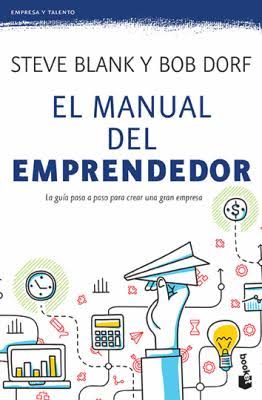 EMPRESA Y TALENTO
STEVE BLANK Y BOB DORF
EL MANUAL
DEL
EMPRENDEDOR
La guía paso a paso para crear una gran empresa
$
booket